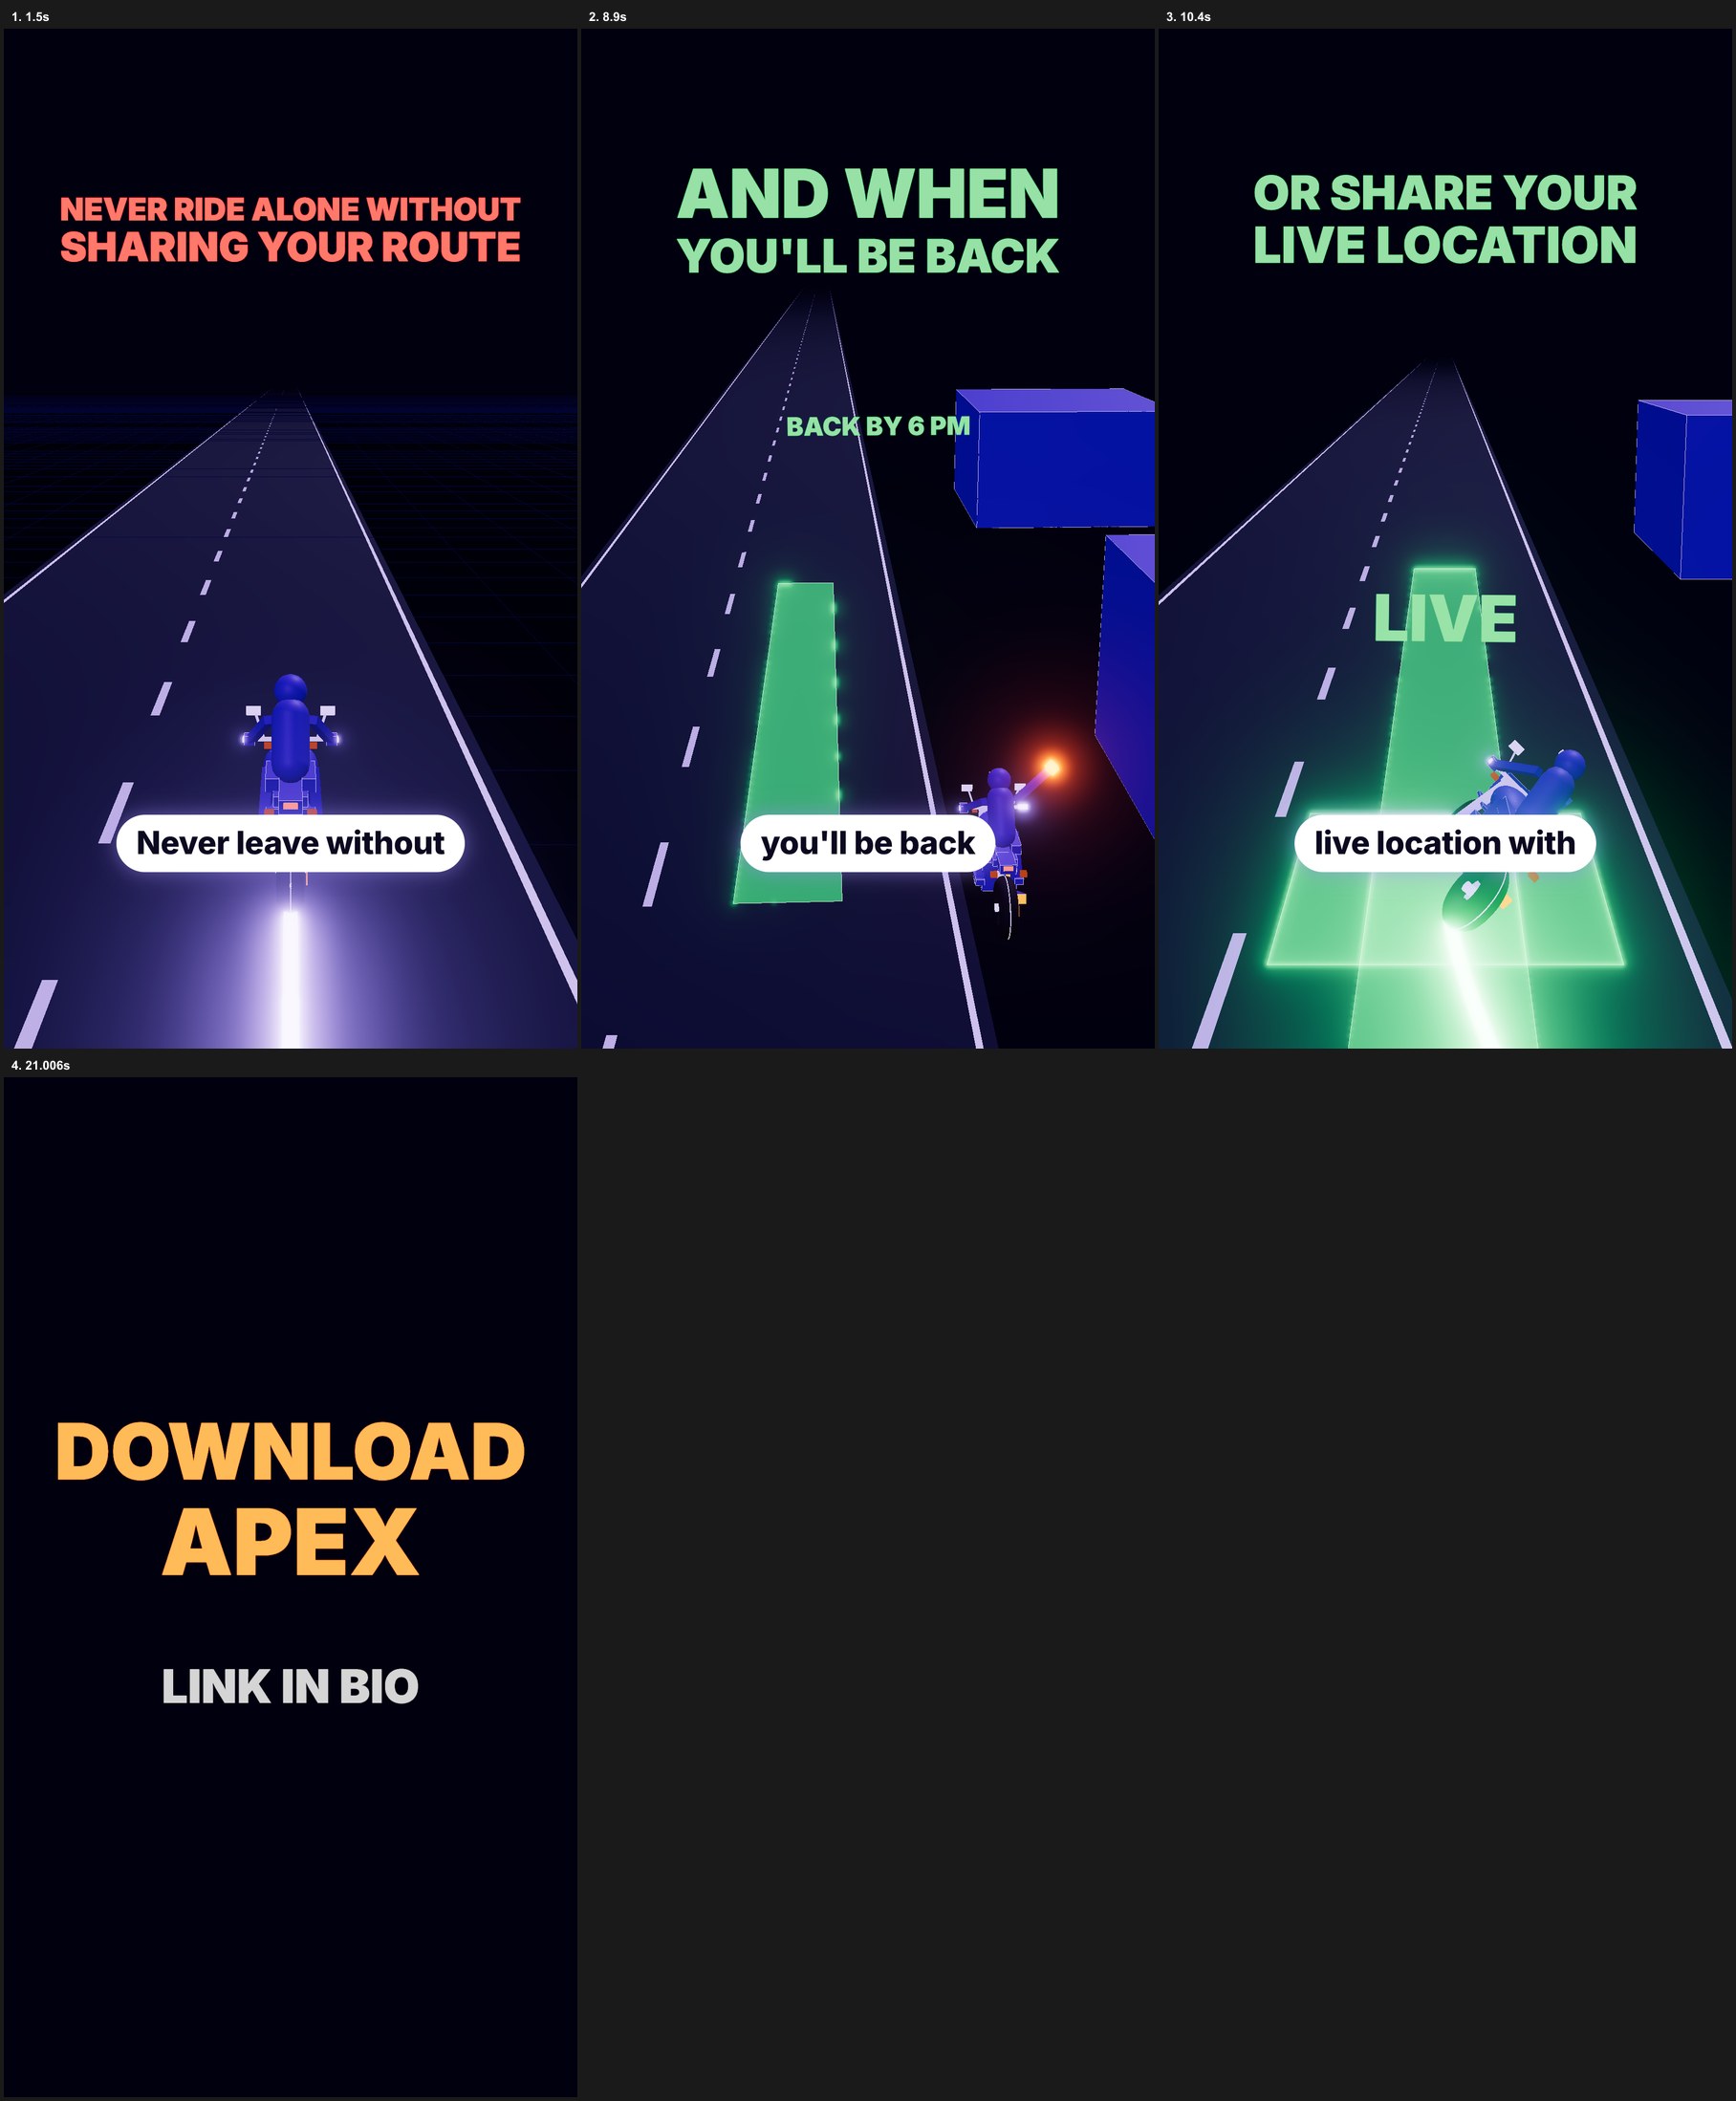 1. 1.5s
NEVER RIDE ALONE WITHOUT
SHARING YOUR ROUTE
Never leave without
2. 8.9s
AND WHEN
YOU'LL BE BACK
BACK BY 6 PM
you'll be back
3. 10.4s
OR SHARE YOUR
LIVE LOCATION
LIVE
live location with
4. 21.006s
DOWNLOAD
APEX
LINK IN BIO